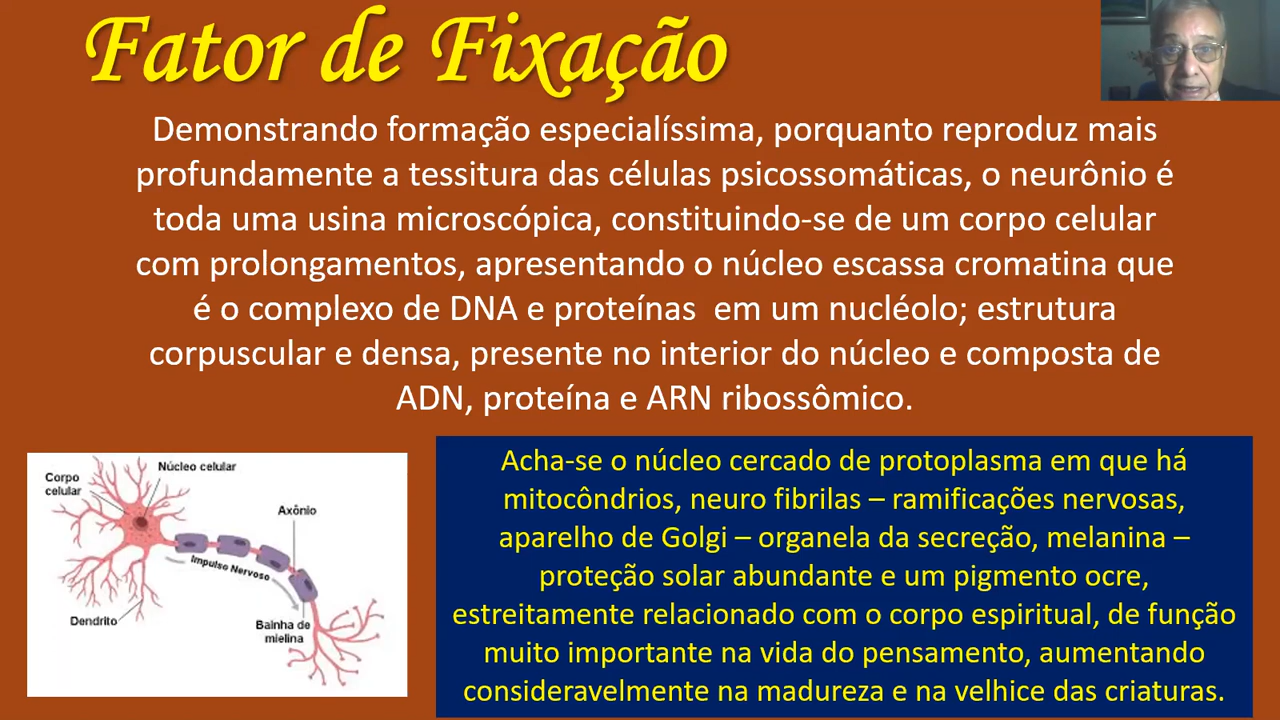 Fator de Fixação
Demonstrando formação especialíssima, porquanto reproduz mais
profundamente a tessitura das células psicossomáticas, o neurônio é
toda uma usina microscópica, constituindo-se de um corpo celular
com prolongamentos, apresentando o núcleo escassa cromatina que
é o complexo de DNA e proteínas  em um nucléolo; estrutura
corpuscular e densa, presente no interior do núcleo e composta de
ADN, proteína e ARN ribossômico.
Núcleo celular
Corpo
celular
Axônio
Impulso Nervoso
Dendrito
Bainha de
mielina
Acha-se o núcleo cercado de protoplasma em que há
mitocôndrios, neuro fibrilas – ramificações nervosas,
aparelho de Golgi – organela da secreção, melanina –
proteção solar abundante e um pigmento ocre,
estreitamente relacionado com o corpo espiritual, de função
muito importante na vida do pensamento, aumentando
consideravelmente na madureza e na velhice das criaturas.